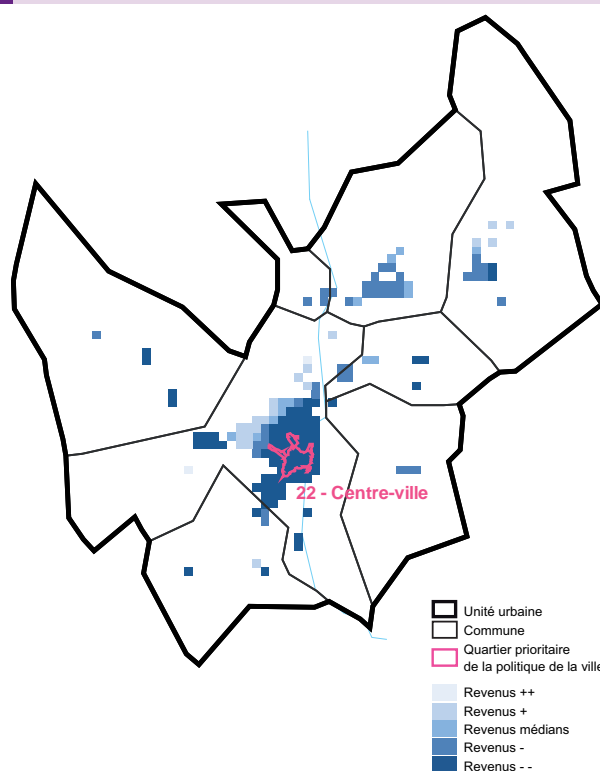 22 - Centre-ville
Unité urbaine
Commune
Quartier prioritaire
de la politique de la ville
Revenus ++
Revenus +
Revenus médians
Revenus -
Revenus - -